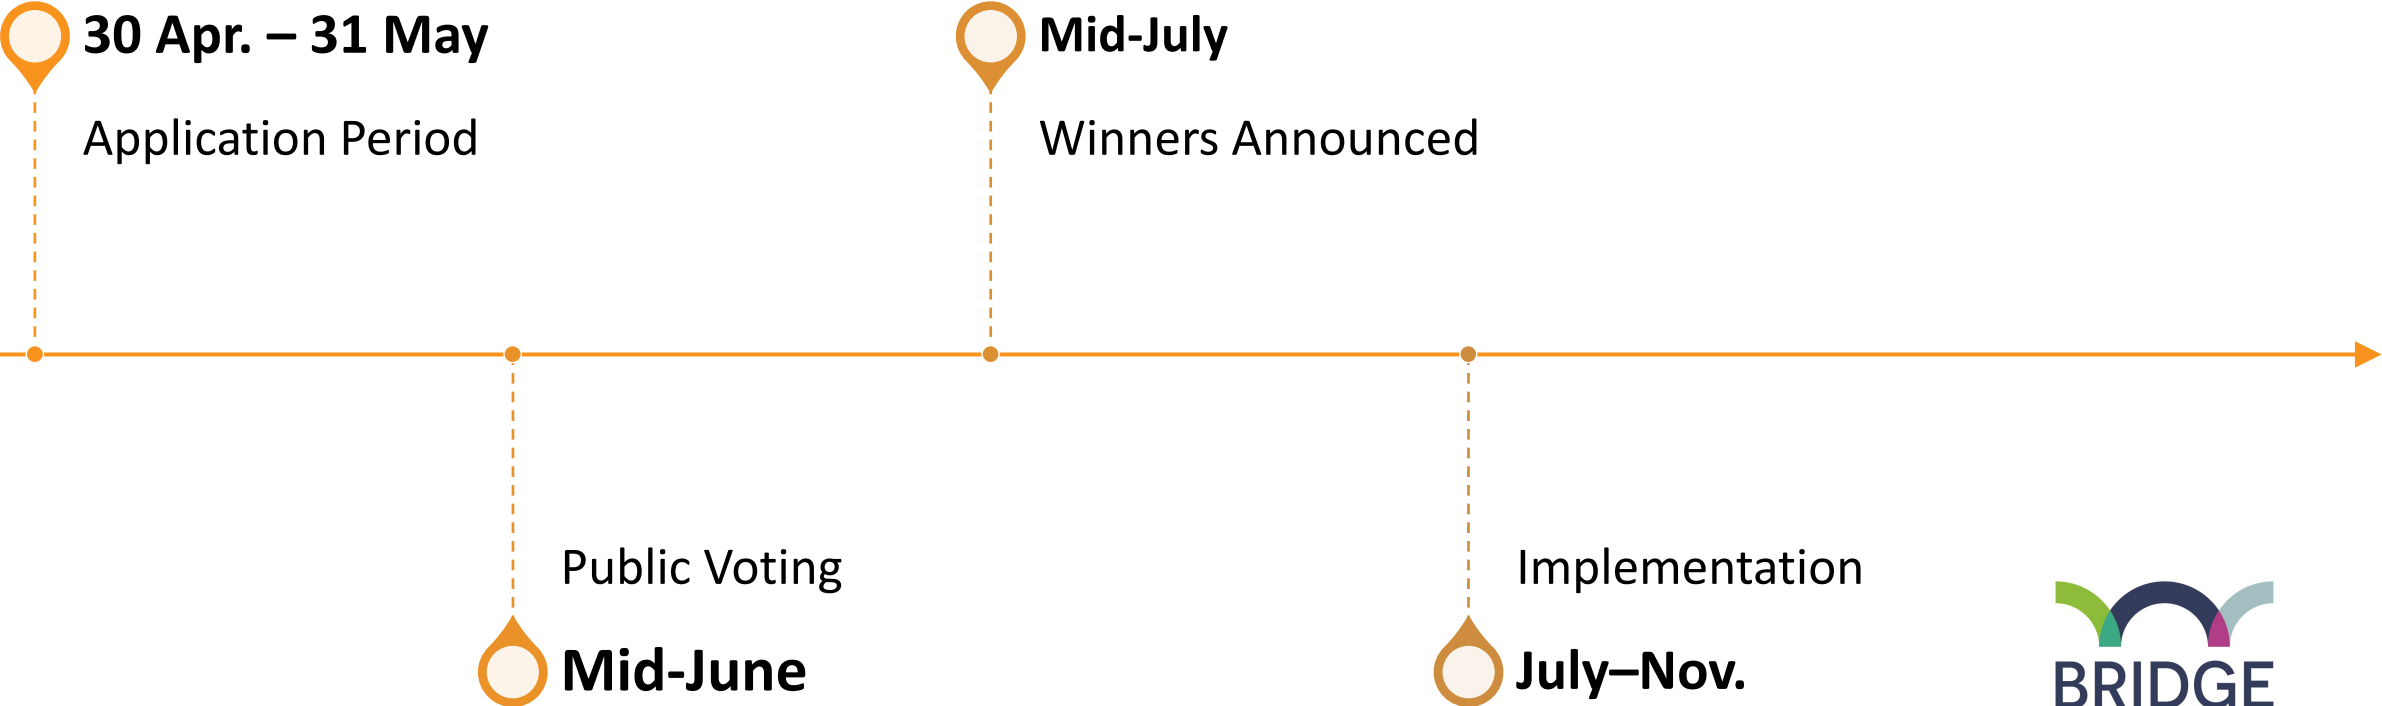 30 Apr. – 31 May
Application Period
Mid-July
Winners Announced
Public Voting
Mid-June
Implementation
July–Nov.
BRIDGE